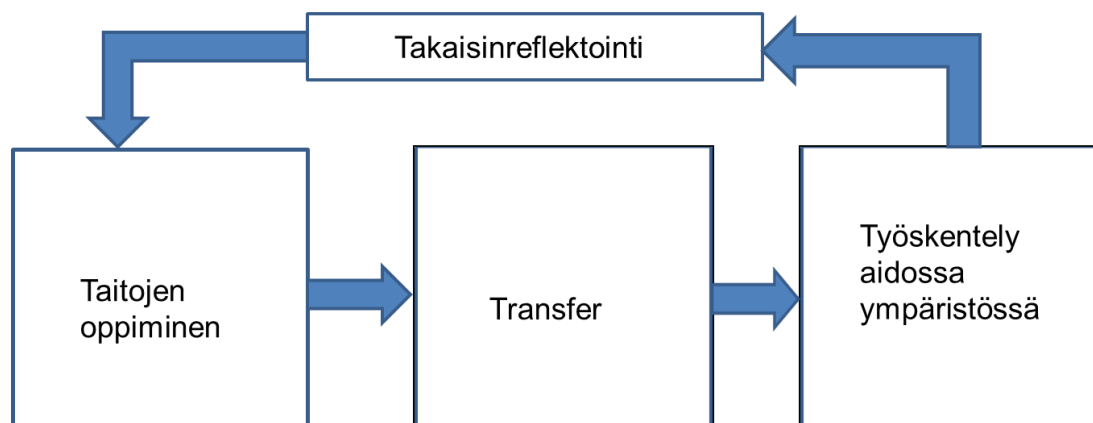 Takaisinreflektointi
Taitojen
oppiminen
Transfer
Työskentely
aidossa
ympäristössä